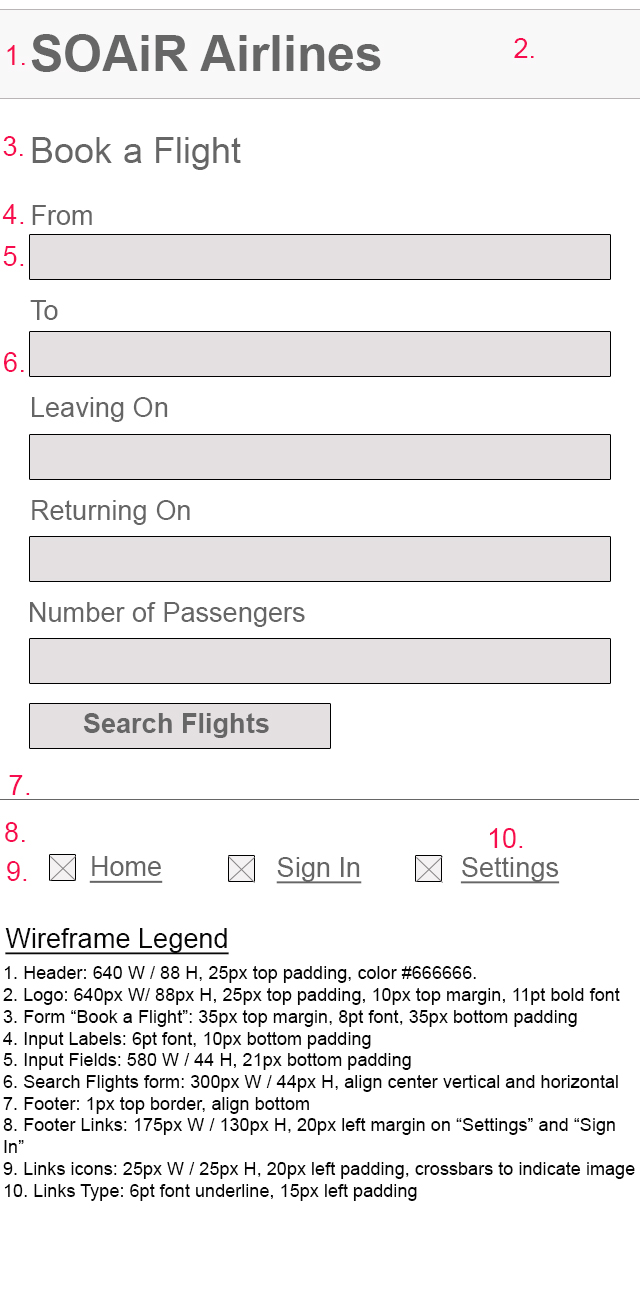 1. SOAiR Airlines 2.
3. Book a Flight
4. From
5.
To
6.
Leaving On
Returning On
Number of Passengers
Search Flights
7.
8. 10.
9. Home Sign In Settings
Wireframe Legend
1. Header: 640 W / 88 H, 25px top padding, color #666666.
2. Logo: 640px W/ 88px H, 25px top padding, 10px top margin, 11pt bold font
3. Form “Book a Flight”: 35px top margin, 8pt font, 35px bottom padding
4. Input Labels: 6pt font, 10px bottom padding
5. Input Fields: 580 W / 44 H, 21px bottom padding
6. Search Flights form: 300px W / 44px H, align center vertical and horizontal
7. Footer: 1px top border, align bottom
8. Footer Links: 175px W / 130px H, 20px left margin on “Settings” and “Sign
In”
9. Links icons: 25px W / 25px H, 20px left padding, crossbars to indicate image
10. Links Type: 6pt font underline, 15px left padding